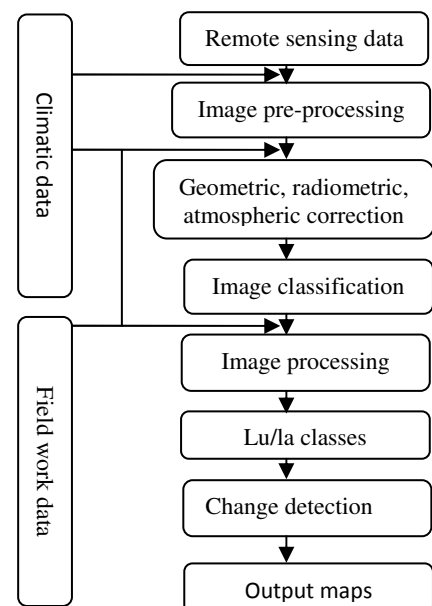 Remote sensing data
Climatic data
Image pre-processing
Geometric, radiometric,
atmospheric correction
Image classification
Field work data
Image processing
Lu/la classes
Change detection
Output maps